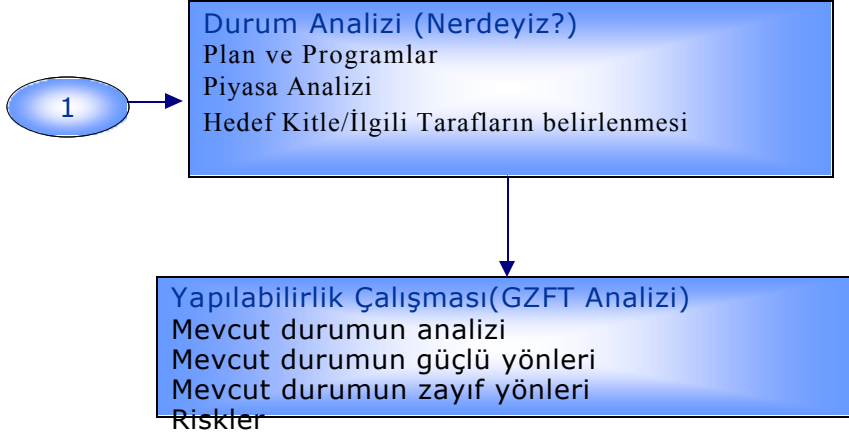 Durum Analizi (Nerdeyiz?)
Plan ve Programlar
Piyasa Analizi
1
Hedef Kitle/İlgili Tarafların belirlenmesi
Yapılabilirlik Çalışması(GZFT Analizi)
Mevcut durumun analizi
Mevcut durumun güçlü yönleri
Mevcut durumun zayıf yönleri
Riskler